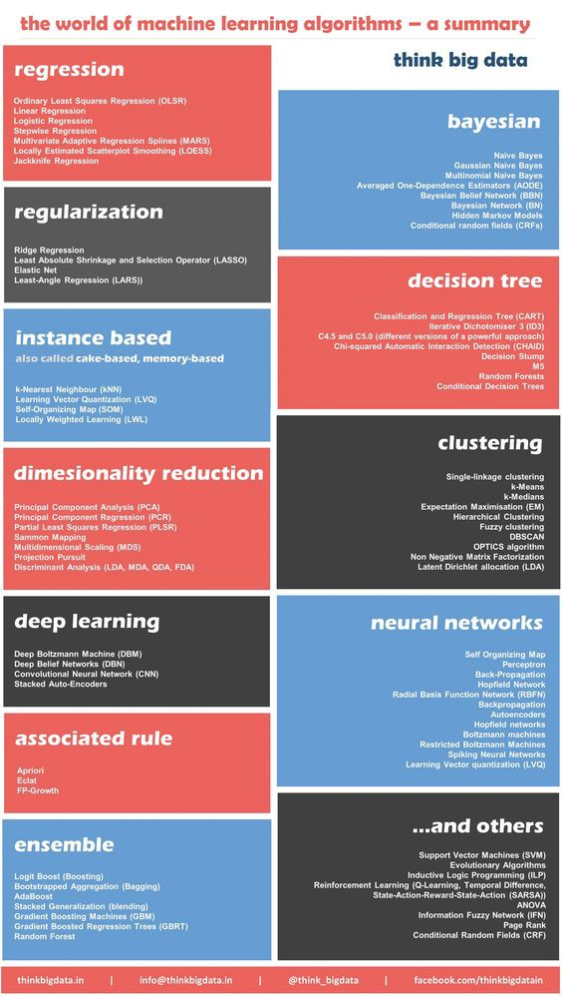 the world of machine learning algorithms – a summary
think big data
regression
Ordinary Least Squares Regression (OLSR)
Linear Regression
Logistic Regression
Stepwise Regression
Multivariate Adaptive Regression Splines (MARS)
Locally Estimated Scatterplot Smoothing (LOESS)
Jackknife Regression
regularization
Ridge Regression
Least Absolute Shrinkage and Selection Operator (LASSO)
Elastic Net
Least-Angle Regression (LARS))
instance based
also called cake-based, memory-based
k-Nearest Neighbour (kNN)
Learning Vector Quantization (LVQ)
Self-Organizing Map (SOM)
Locally Weighted Learning (LWL)
dimesionality reduction
Principal Component Analysis (PCA)
Principal Component Regression (PCR)
Partial Least Squares Regression (PLSR)
Sammon Mapping
Multidimensional Scaling (MDS)
Projection Pursuit
Discriminant Analysis (LDA, MDA, QDA, FDA)
deep learning
Deep Boltzmann Machine (DBM)
Deep Belief Networks (DBN)
Convolutional Neural Network (CNN)
Stacked Auto-Encoders
associated rule
Apriori
Eclat
FP-Growth
ensemble
Logit Boost (Boosting)
Bootstrapped Aggregation (Bagging)
AdaBoost
Stacked Generalization (blending)
Gradient Boosting Machines (GBM)
Gradient Boosted Regression Trees (GBRT)
Random Forest
bayesian
Naive Bayes
Gaussian Naive Bayes
Multinomial Naive Bayes
Averaged One-Dependence Estimators (AODE)
Bayesian Belief Network (BBN)
Bayesian Network (BN)
Hidden Markov Models
Conditional random fields (CRFs)
decision tree
Classification and Regression Tree (CART)
Iterative Dichotomiser 3 (ID3)
C4.5 and C5.0 (different versions of a powerful approach)
Chi-squared Automatic Interaction Detection (CHAID)
Decision Stump
M5
Random Forests
Conditional Decision Trees
clustering
Single-linkage clustering
k-Means
k-Medians
Expectation Maximisation (EM)
Hierarchical Clustering
Fuzzy clustering
DBSCAN
OPTICS algorithm
Non Negative Matrix Factorization
Latent Dirichlet allocation (LDA)
neural networks
Self Organizing Map
Perceptron
Back-Propagation
Hopfield Network
Radial Basis Function Network (RBFN)
Backpropagation
Autoencoders
Hopfield networks
Boltzmann machines
Restricted Boltzmann Machines
Spiking Neural Networks
Learning Vector quantization (LVQ)
...and others
Support Vector Machines (SVM)
Evolutionary Algorithms
Inductive Logic Programming (ILP)
Reinforcement Learning (Q-Learning, Temporal Difference,
State-Action-Reward-State-Action (SARSA))
ANOVA
Information Fuzzy Network (IFN)
Page Rank
Conditional Random Fields (CRF)
thinkbigdata.in | info@thinkbigdata.in | @think_bigdata | facebook.com/thinkbigdatain